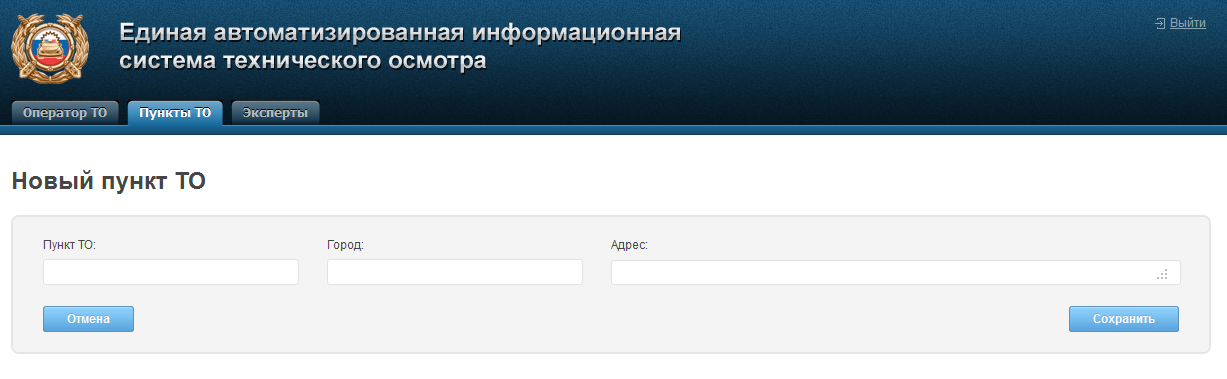 Единая автоматизированная информационная
система технического осмотра
Выйти
Оператор ТО
Пункты ТО
Эксперты
Новый пункт ТО
Пункт ТО:
Город:
Адрес:
Отмена
Сохранить